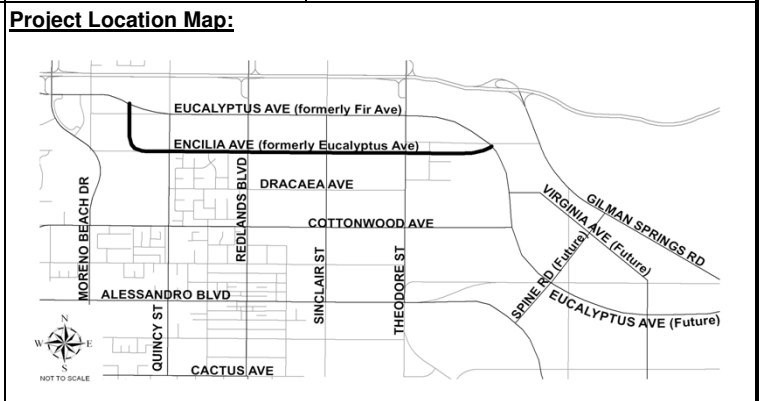 Project Location Map:
EUCALYPTUS AVE (formerly Fir Ave)
ENCILIA AVE (formerly Eucalyptus Ave)
DRACAEA AVE
COTTONWOOD AVE
MORENO BEACH DR
REDLANDS BLVD
SINCLAIR ST
THEODORE ST
QUINCY ST
ALESSANDRO BLVD
CACTUS AVE
GILMAN SPRINGS RD
VIRGINIA AVE (Future)
SPINE RD (Future)
EUCALYPTUS AVE (Future)
N
W
E
S
NOT TO SCALE